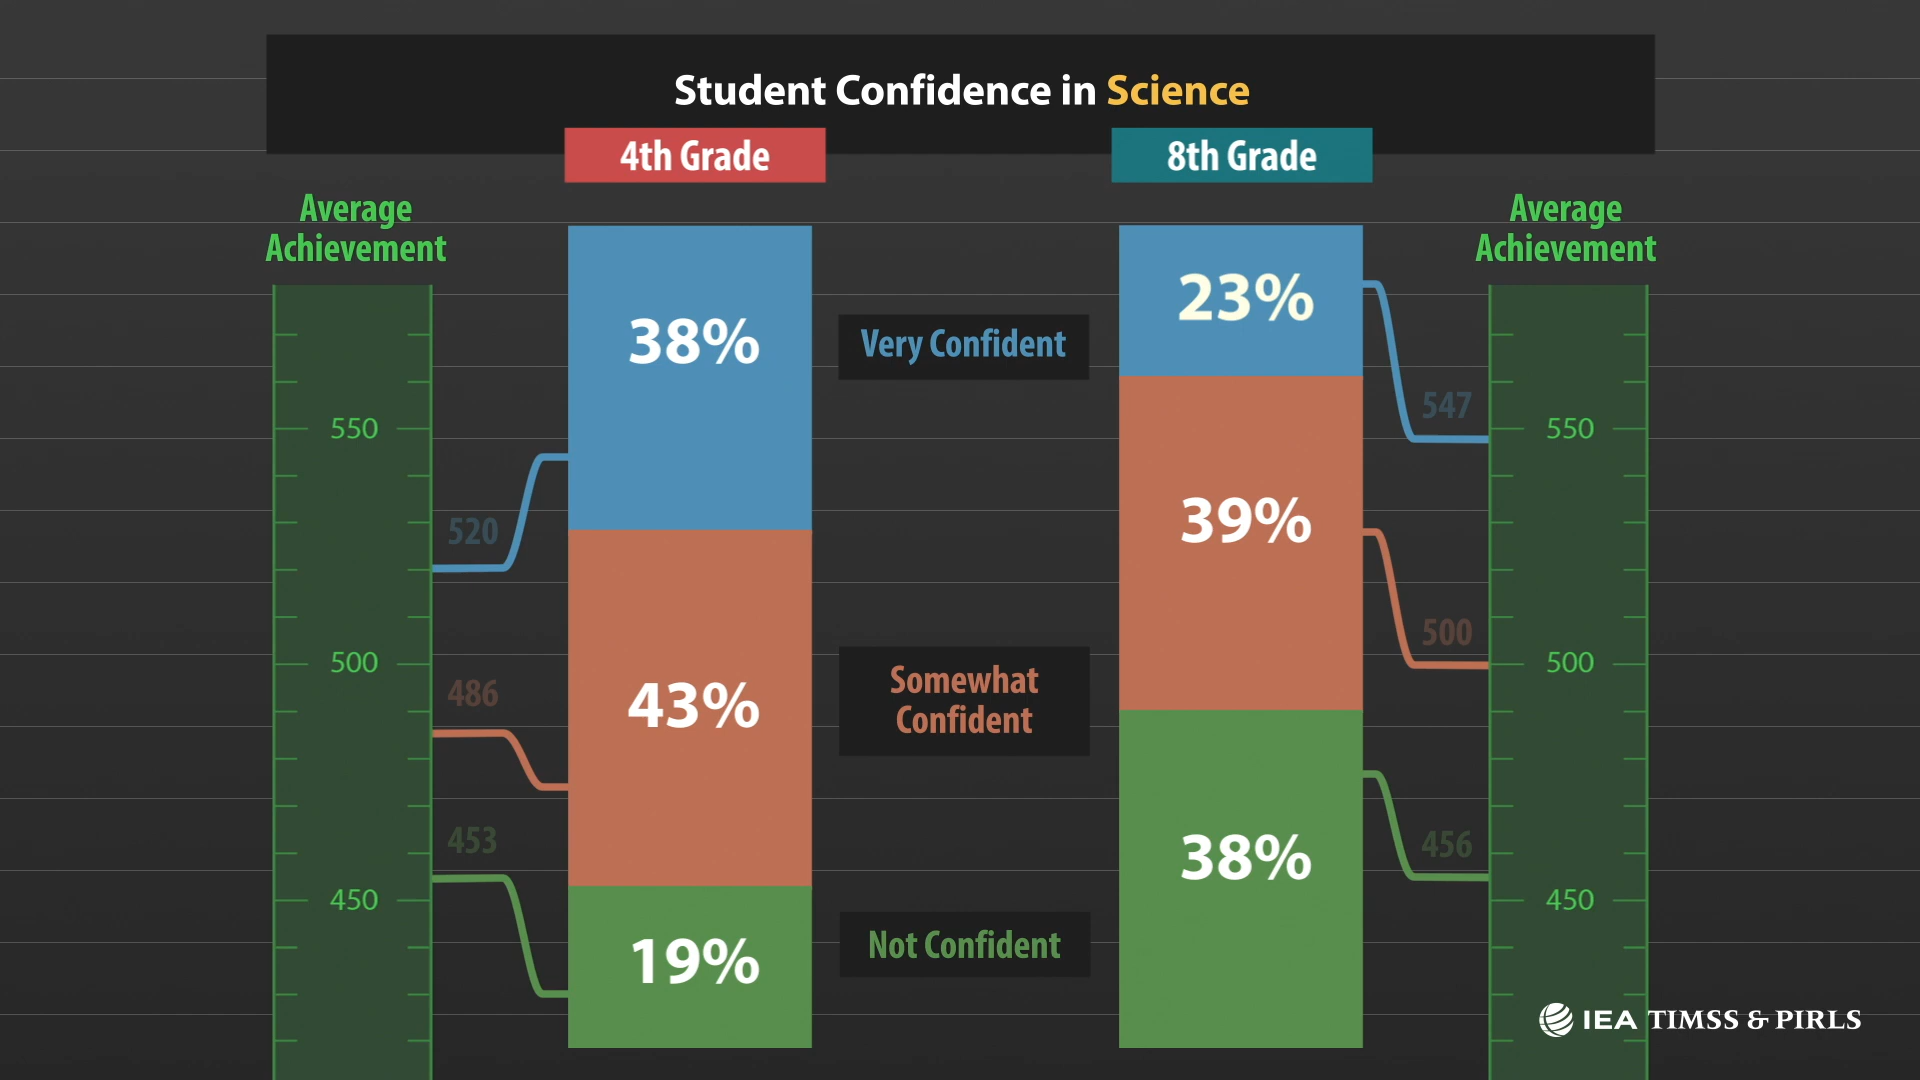 Student Confidence in Science
4th Grade
8th Grade
Average
Achievement
550
500
450
520
486
453
38%
43%
19%
Very Confident
Somewhat
Confident
Not Confident
23%
39%
38%
547
500
456
Average
Achievement
550
500
450
IEA TIMSS & PIRLS